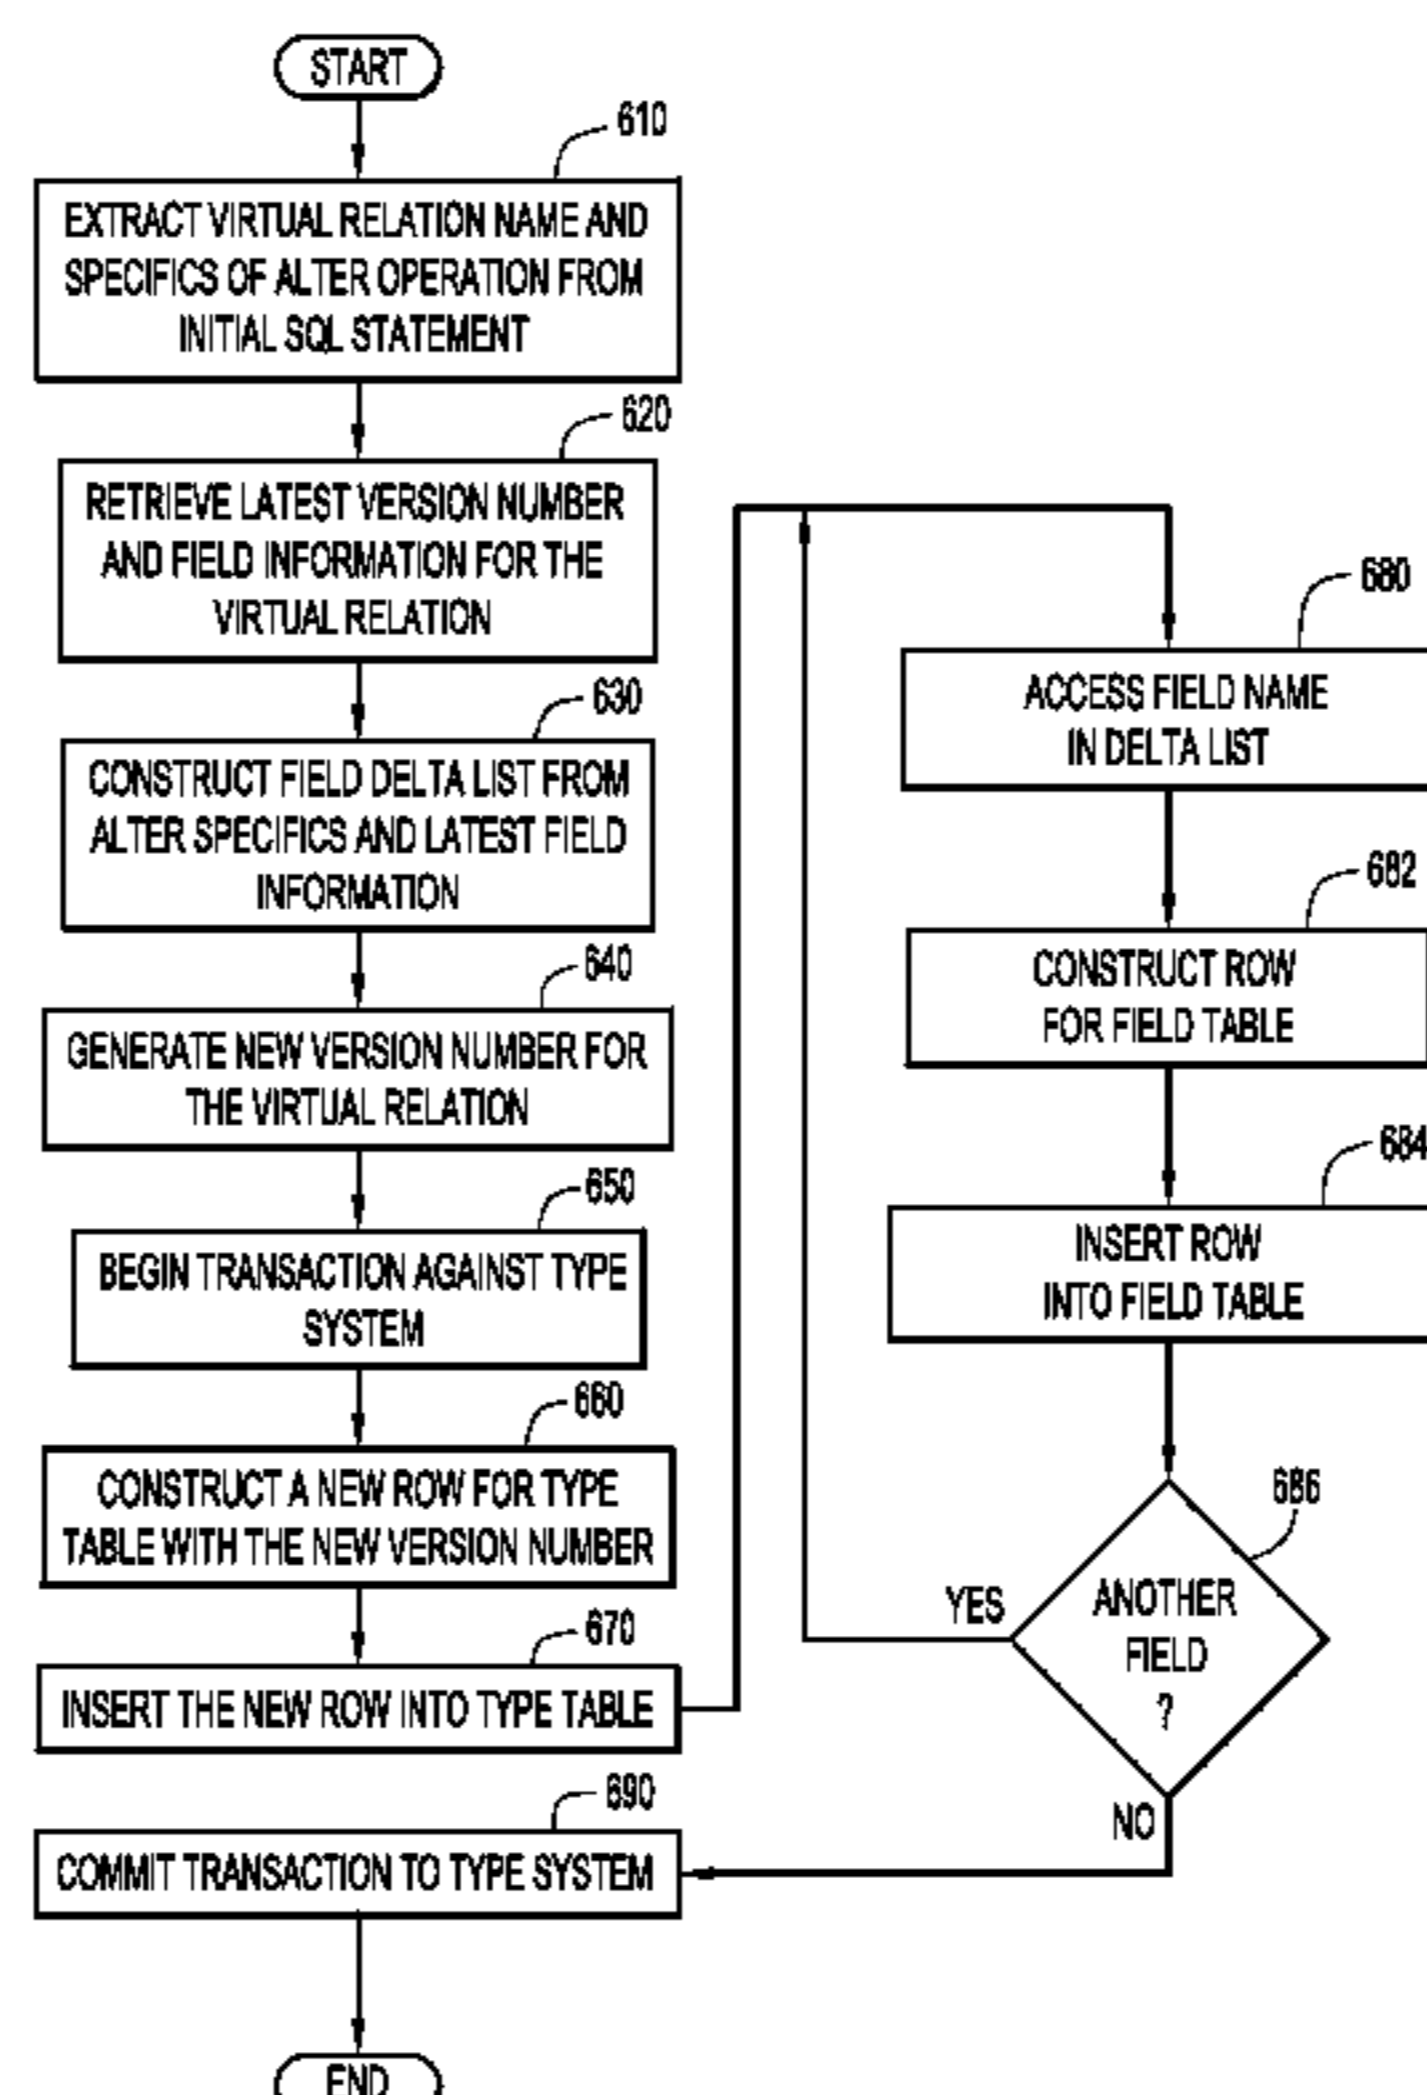 START
610
EXTRACT VIRTUAL RELATION NAME AND
SPECIFICS OF ALTER OPERATION FROM
INITIAL SQL STATEMENT
620
RETRIEVE LATEST VERSION NUMBER
AND FIELD INFORMATION FOR THE
VIRTUAL RELATION
630
CONSTRUCT FIELD DELTA LIST FROM
ALTER SPECIFICS AND LATEST FIELD
INFORMATION
640
GENERATE NEW VERSION NUMBER FOR
THE VIRTUAL RELATION
650
BEGIN TRANSACTION AGAINST TYPE
SYSTEM
660
CONSTRUCT A NEW ROW FOR TYPE
TABLE WITH THE NEW VERSION NUMBER
670
INSERT THE NEW ROW INTO TYPE TABLE
680
ACCESS FIELD NAME
IN DELTA LIST
682
CONSTRUCT ROW
FOR FIELD TABLE
684
INSERT ROW
INTO FIELD TABLE
686
ANOTHER
FIELD
?
YES
NO
690
COMMIT TRANSACTION TO TYPE SYSTEM
END